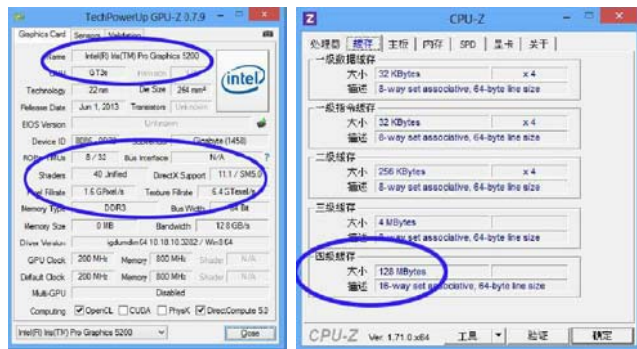 TechPowerUp GPU-Z 0.7.9
Graphics Card Sensors Validation
Name Intel(R) Iris(TM) Pro Graphics 5200
GPU GT3e
intel
Technology 22 nm Die Size 264 mm²
Release Date Jun 1, 2013 Transistors Unknown
BIOS Version Unknown
Device ID Gigabyte (1458)
8 / 32 Bus Interface N/A ?
Shaders 40 Unified DirectX Support 11.1 / SM5.0
Pixel Fillrate 1.6 GPixel/s Texture Fillrate 6.4 GTexel/s
Memory Type DDR3 Bus Width 64 Bit
Memory Size 0 MB Bandwidth 12.8 GB/s
Driver Version igdumdim64 10.18.10.3282 / Win8 64
GPU Clock 200 MHz Memory 800 MHz Shader N/A
Default Clock 200 MHz Memory 800 MHz Shader N/A
Multi-GPU Disabled
Computing OpenCL CUDA PhysX DirectCompute 5.0
Intel(R) Iris(TM) Pro Graphics 5200 Close
Z CPU-Z
处理器 缓存 主板 内存 SPD 显卡 关于
一级数据缓存
大小 32 KBytes x 4
描述 8-way set associative, 64-byte line size
一级指令缓存
大小 32 KBytes x 4
描述 8-way set associative, 64-byte line size
二级缓存
大小 256 KBytes x 4
描述 8-way set associative, 64-byte line size
三级缓存
大小 4 MBytes
描述 8-way set associative, 64-byte line size
四级缓存
大小 128 MBytes
描述 16-way set associative, 64-byte line size
CPU-Z Ver. 1.71.0.x64 工具 验证 确定